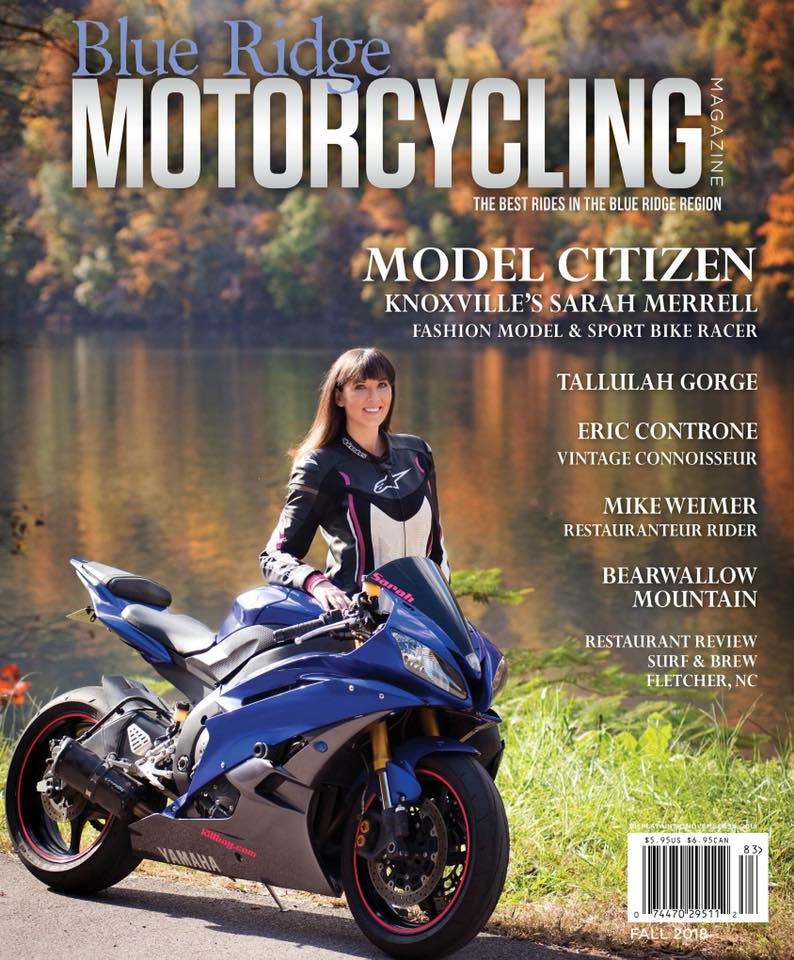 Blue Ridge
MOTORCYCLING
MAGAZINE
THE BEST RIDES IN THE BLUE RIDGE REGION
MODEL CITIZEN
KNOXVILLE'S SARAH MERRELL
FASHION MODEL & SPORT BIKE RACER
TALLULAH GORGE
ERIC CONTRONE
VINTAGE CONNOISSEUR
MIKE WEIMER
RESTAURANTEUR RIDER
BEARWALLOW
MOUNTAIN
RESTAURANT REVIEW
SURF & BREW
FLETCHER, NC
Sarah
killboy.com
YAMAHA
$5.95US $6.95CAN
83>
0 74470 29511 2
FALL 2018